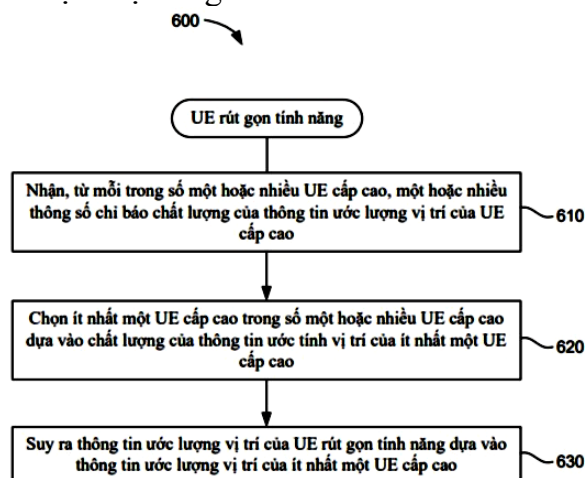 600
UE rút gọn tính năng
Nhận, từ mỗi trong số một hoặc nhiều UE cấp cao, một hoặc nhiều
thông số chỉ báo chất lượng của thông tin ước lượng vị trí của UE
cấp cao
610
Chọn ít nhất một UE cấp cao trong số một hoặc nhiều UE cấp cao
dựa vào chất lượng của thông tin ước tính vị trí của ít nhất một UE
cấp cao
620
Suy ra thông tin ước lượng vị trí của UE rút gọn tính năng dựa vào
thông tin ước lượng vị trí của ít nhất một UE cấp cao
630